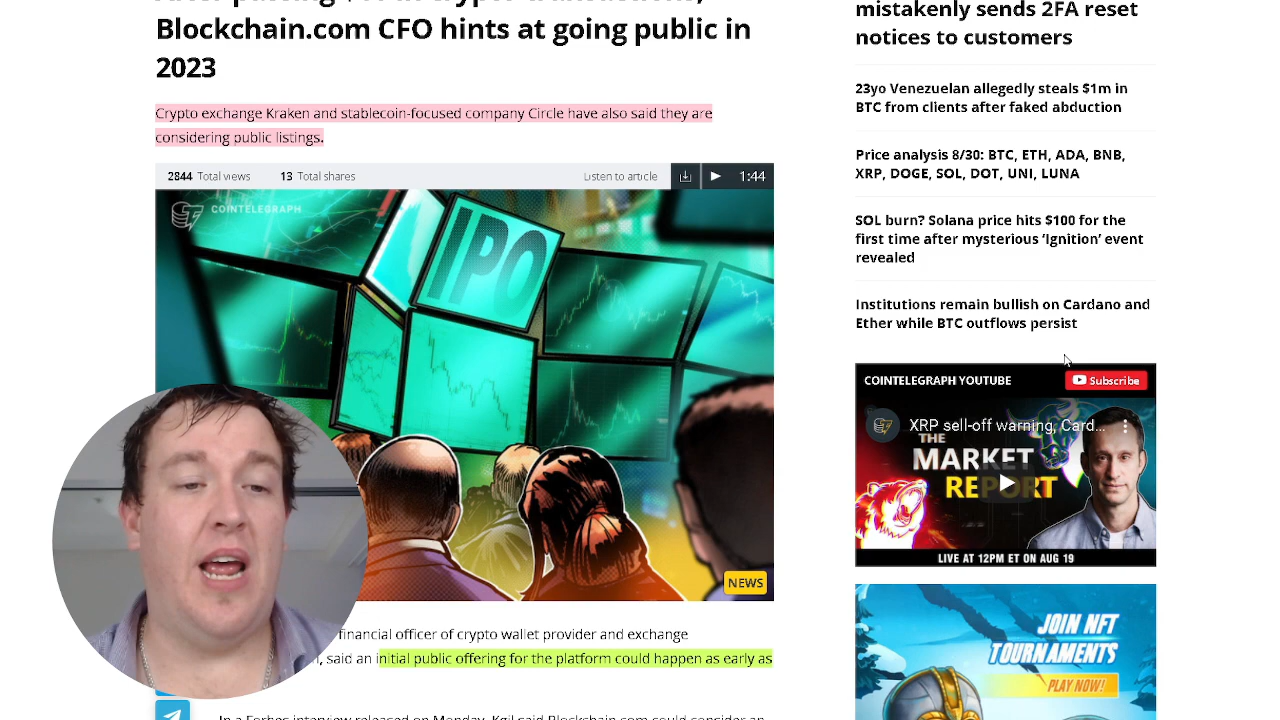 Blockchain.com CFO hints at going public in
2023
Crypto exchange Kraken and stablecoin-focused company Circle have also said they are
considering public listings.
2844 Total views 13 Total shares Listen to article 1:44
COINTELEGRAPH
IPO
NEWS
financial officer of crypto wallet provider and exchange
, said an initial public offering for the platform could happen as early as
In a Forbes interview released on Monday, Kgil said Blockchain.com could consider an
mistakenly sends 2FA reset
notices to customers
23yo Venezuelan allegedly steals $1m in
BTC from clients after faked abduction
Price analysis 8/30: BTC, ETH, ADA, BNB,
XRP, DOGE, SOL, DOT, UNI, LUNA
SOL burn? Solana price hits $100 for the
first time after mysterious ‘Ignition’ event
revealed
Institutions remain bullish on Cardano and
Ether while BTC outflows persist
COINTELEGRAPH YOUTUBE Subscribe
XRP sell-off warning, Card...
THE
MARKET
REPORT
LIVE AT 12PM ET ON AUG 19
JOIN NFT
TOURNAMENTS
PLAY NOW!